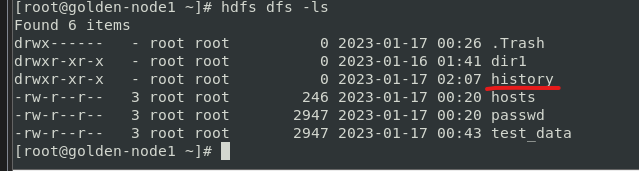 [root@golden-node1 ~]# hdfs dfs -ls
Found 6 items
drwx------   - root root          0 2023-01-17 00:26 .Trash
drwxr-xr-x   - root root          0 2023-01-16 01:41 dir1
drwxr-xr-x   - root root          0 2023-01-17 02:07 history
-rw-r--r--   3 root root        246 2023-01-17 00:20 hosts
-rw-r--r--   3 root root       2947 2023-01-17 00:20 passwd
-rw-r--r--   3 root root       2947 2023-01-17 00:43 test_data
[root@golden-node1 ~]#